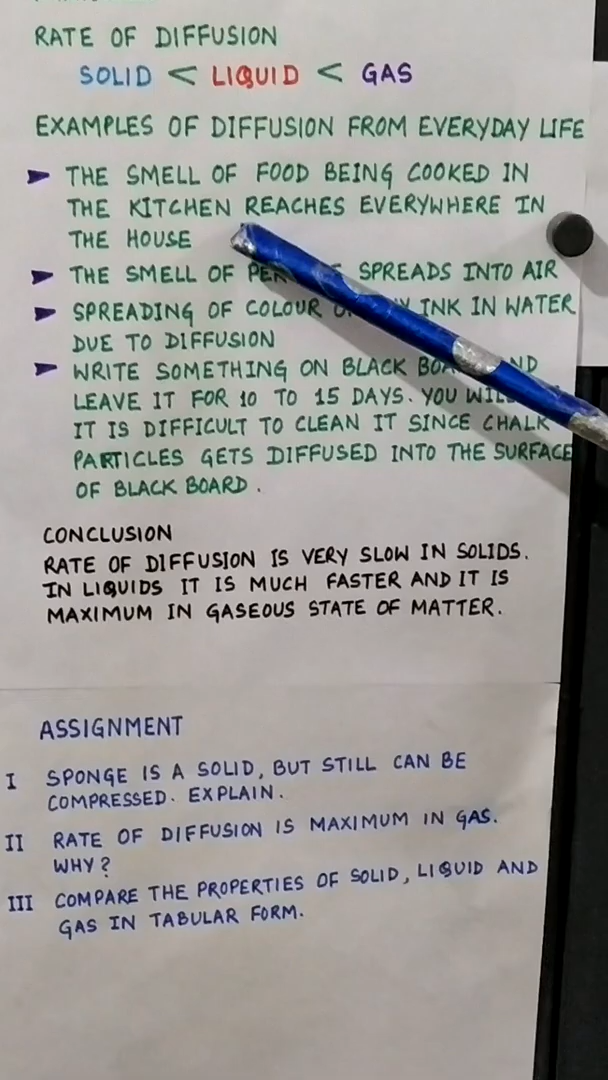 RATE OF DIFFUSION
SOLID < LIQUID < GAS
EXAMPLES OF DIFFUSION FROM EVERYDAY LIFE
➤ THE SMELL OF FOOD BEING COOKED IN
THE KITCHEN REACHES EVERYWHERE IN
THE HOUSE
➤ THE SMELL OF SPREADS INTO AIR
➤ SPREADING OF COLOUR INK IN WATER
DUE TO DIFFUSION
➤ WRITE SOMETHING ON BLACK
LEAVE IT FOR 10 TO 15 DAYS. YOU
IT IS DIFFICULT TO CLEAN IT SINCE CHALK
PARTICLES GETS DIFFUSED INTO THE SURFACE
OF BLACK BOARD.
CONCLUSION
RATE OF DIFFUSION IS VERY SLOW IN SOLIDS.
IN LIQUIDS IT IS MUCH FASTER AND IT IS
MAXIMUM IN GASEOUS STATE OF MATTER.
ASSIGNMENT
I SPONGE IS A SOLID, BUT STILL CAN BE
COMPRESSED. EXPLAIN.
II RATE OF DIFFUSION IS MAXIMUM IN GAS.
WHY?
III COMPARE THE PROPERTIES OF SOLID, LIQUID AND
GAS IN TABULAR FORM.